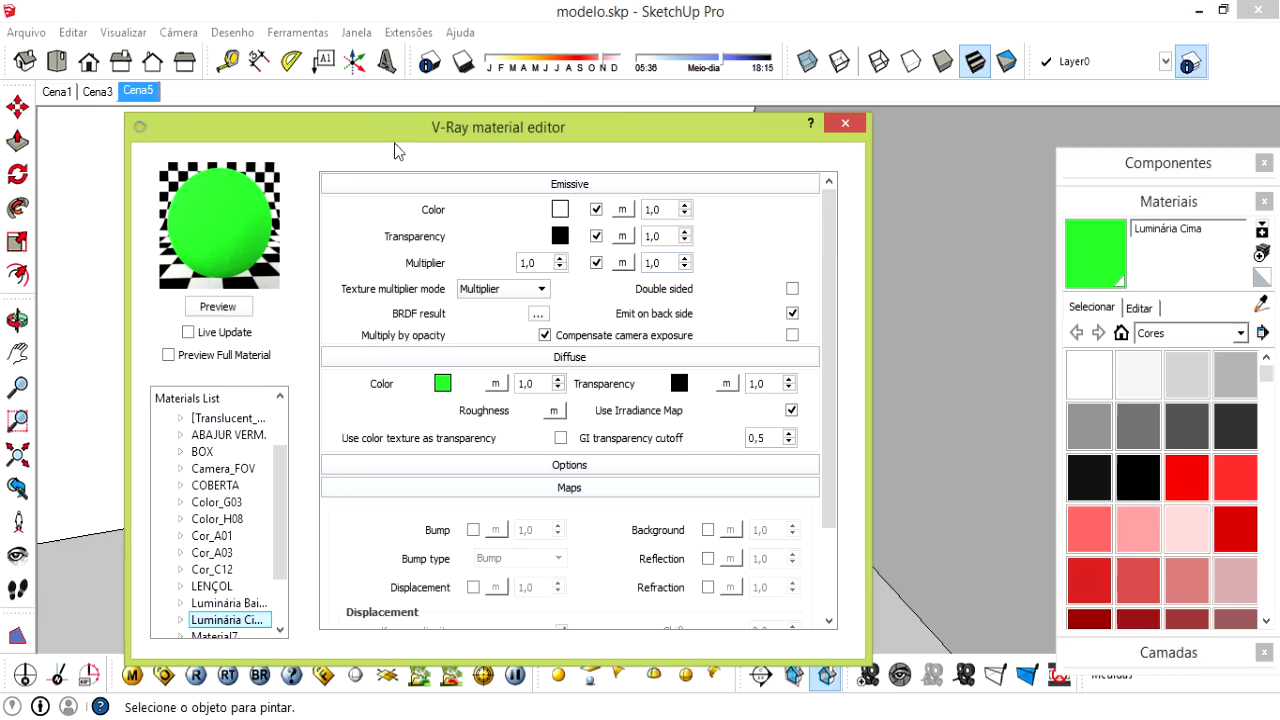 modelo.skp - SketchUp Pro
Arquivo Editar Visualizar Câmera Desenho Ferramentas Janela Extensões Ajuda
A1
J F M A M J J A S O N D
05:36 Meio-dia 18:15
Layer0
Cena1 Cena3 Cena5
V-Ray material editor
?
Emissive
Color m 1,0
Transparency m 1,0
Multiplier 1,0 m 1,0
Texture multiplier mode Multiplier Double sided
BRDF result ... Emit on back side
Multiply by opacity Compensate camera exposure
Diffuse
Color m 1,0 Transparency m 1,0
Roughness m Use Irradiance Map
Use color texture as transparency GI transparency cutoff 0,5
Options
Maps
Bump m 1,0 Background m 1,0
Bump type Bump Reflection m 1,0
Displacement m 1,0 Refraction m 1,0
Displacement
Preview
Live Update
Preview Full Material
Materials List
[Translucent_...
ABAJUR VERM.
BOX
Camera_FOV
COBERTA
Color_G03
Color_H08
Cor_A01
Cor_A03
Cor_C12
LENÇOL
Luminária Bai...
Luminária Ci...
Material7
Componentes
Materiais
Luminária Cima
Selecionar Editar
Cores
Camadas
M R RT BR
Medidas
Selecione o objeto para pintar.